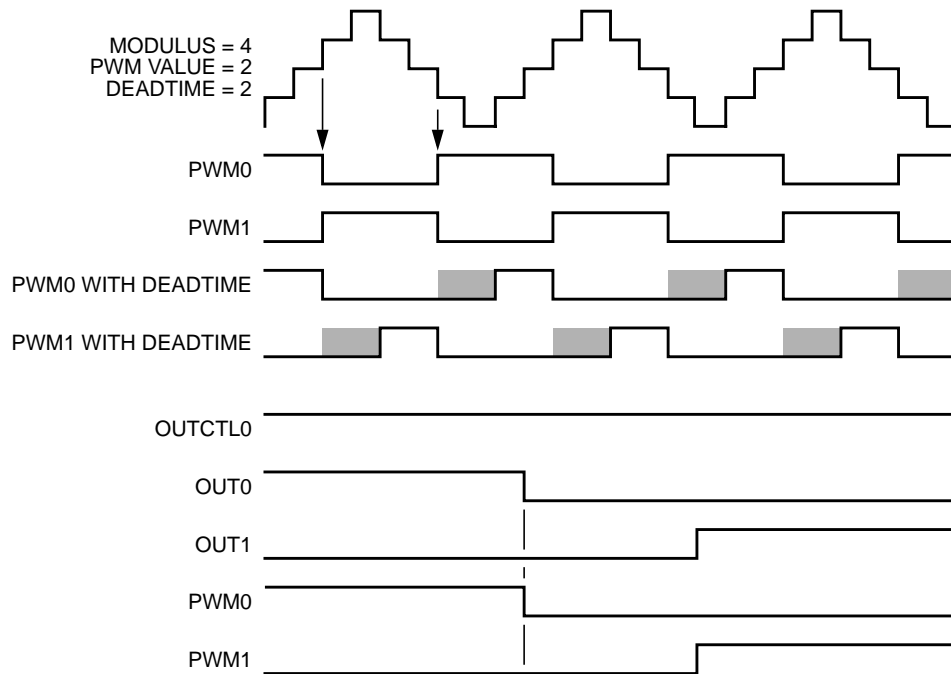 MODULUS = 4
PWM VALUE = 2
DEADTIME = 2
PWM0
PWM1
PWM0 WITH DEADTIME
PWM1 WITH DEADTIME
OUTCTL0
OUT0
OUT1
PWM0
PWM1